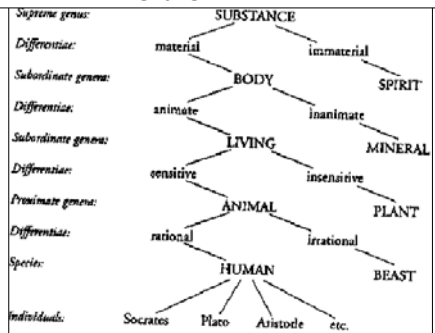 Supreme genus: SUBSTANCE
Differentiae: material immaterial
Subordinate genera: BODY SPIRIT
Differentiae: animate inanimate
Subordinate genera: LIVING MINERAL
Differentiae: sensitive insensitive
Proximate genera: ANIMAL PLANT
Differentiae: rational irrational
Species: HUMAN BEAST
Individuals: Socrates Plato Aristotle etc.